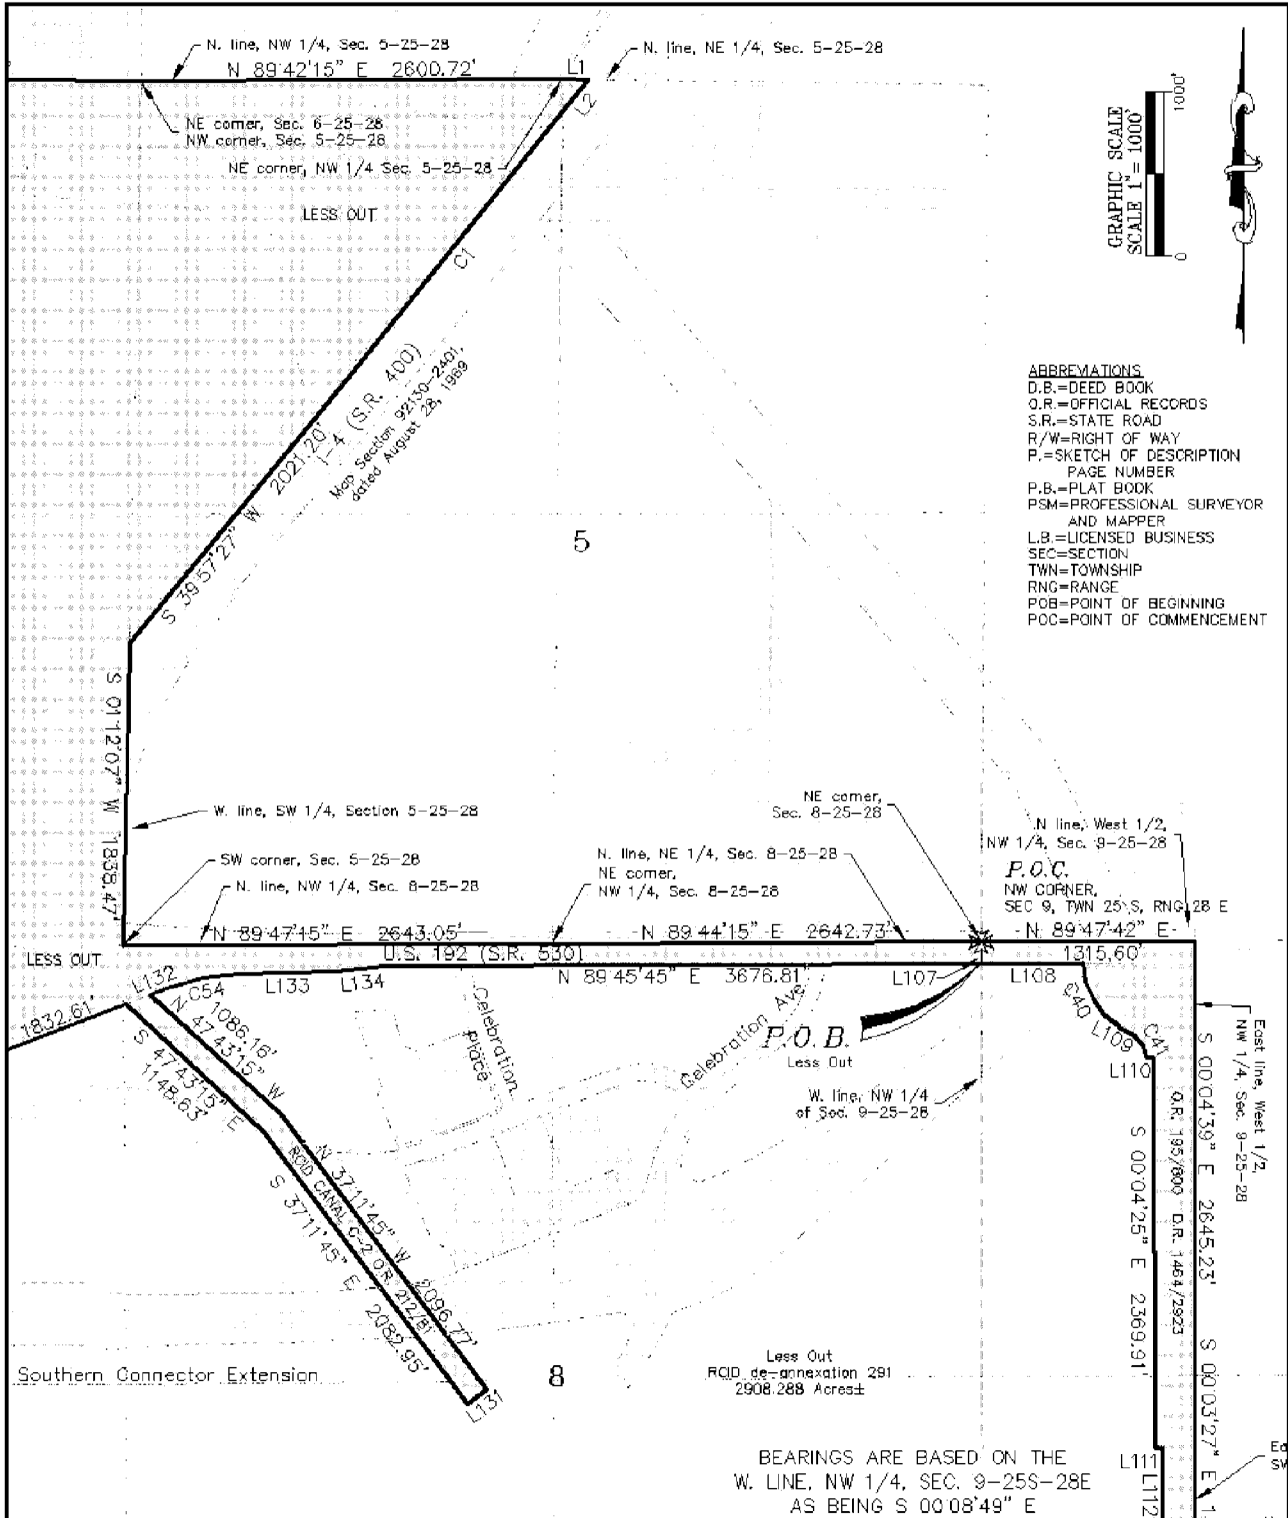 N. line, NW 1/4, Sec. 5-25-28
N 89°42'15" E 2600.72'
L1
N. line, NE 1/4, Sec. 5-25-28
L2
NE corner, Sec. 6-25-28
NW corner, Sec. 5-25-28
NE corner, NW 1/4 Sec. 5-25-28
LESS OUT
C1
GRAPHIC SCALE
SCALE 1" = 1000'
0
1000'
ABBREVIATIONS
D.B.=DEED BOOK
O.R.=OFFICIAL RECORDS
S.R.=STATE ROAD
R/W=RIGHT OF WAY
P.=SKETCH OF DESCRIPTION
PAGE NUMBER
P.B.=PLAT BOOK
PSM=PROFESSIONAL SURVEYOR
AND MAPPER
L.B.=LICENSED BUSINESS
SEC=SECTION
TWN=TOWNSHIP
RNG=RANGE
POB=POINT OF BEGINNING
POC=POINT OF COMMENCEMENT
S 39°57'27" W 2021.20'
I-4 (S.R. 400)
Map Section 92130-2401,
dated August 28, 1989
5
S 01°12'07" W 1838.47'
W. line, SW 1/4, Section 5-25-28
SW corner, Sec. 5-25-28
N. line, NW 1/4, Sec. 8-25-28
N. line, NE 1/4, Sec. 8-25-28
NE corner,
NW 1/4, Sec. 8-25-28
NE corner,
Sec. 8-25-28
N line, West 1/2,
NW 1/4, Sec. 9-25-28
P.O.C.
NW CORNER,
SEC 9, TWN 25 S, RNG 28 E
N 89°47'15" E 2643.05'
N 89°44'15" E 2642.73'
N 89°47'42" E
1315.60'
U.S. 192 (S.R. 530)
N 89°45'45" E 3676.81'
LESS OUT
L132
C54
L133
L134
L107
L108
C40
L109
C41
L110
1832.61'
N 47°43'15" W
1086.16'
S 47°43'15" E
1148.63'
Celebration
Place
Celebration Ave
P.O.B.
Less Out
W. line, NW 1/4
of Sec. 9-25-28
East line, West 1/2,
NW 1/4, Sec. 9-25-28
S 00°04'39" E 2645.23'
O.R. 195/800 D.R. 1464/2923
S 00°04'25" E 2369.91'
N 37°11'45" W 2096.77'
RCID CANAL C-2 O.R. 212/81
S 37°11'45" E 2082.95'
L131
Southern Connector Extension
8
Less Out
RCID de-annexation 291
2908.288 Acres±
S 00°03'27" E 1
L111
L112
Ea
SW
BEARINGS ARE BASED ON THE
W. LINE, NW 1/4, SEC. 9-25S-28E
AS BEING S 00°08'49" E